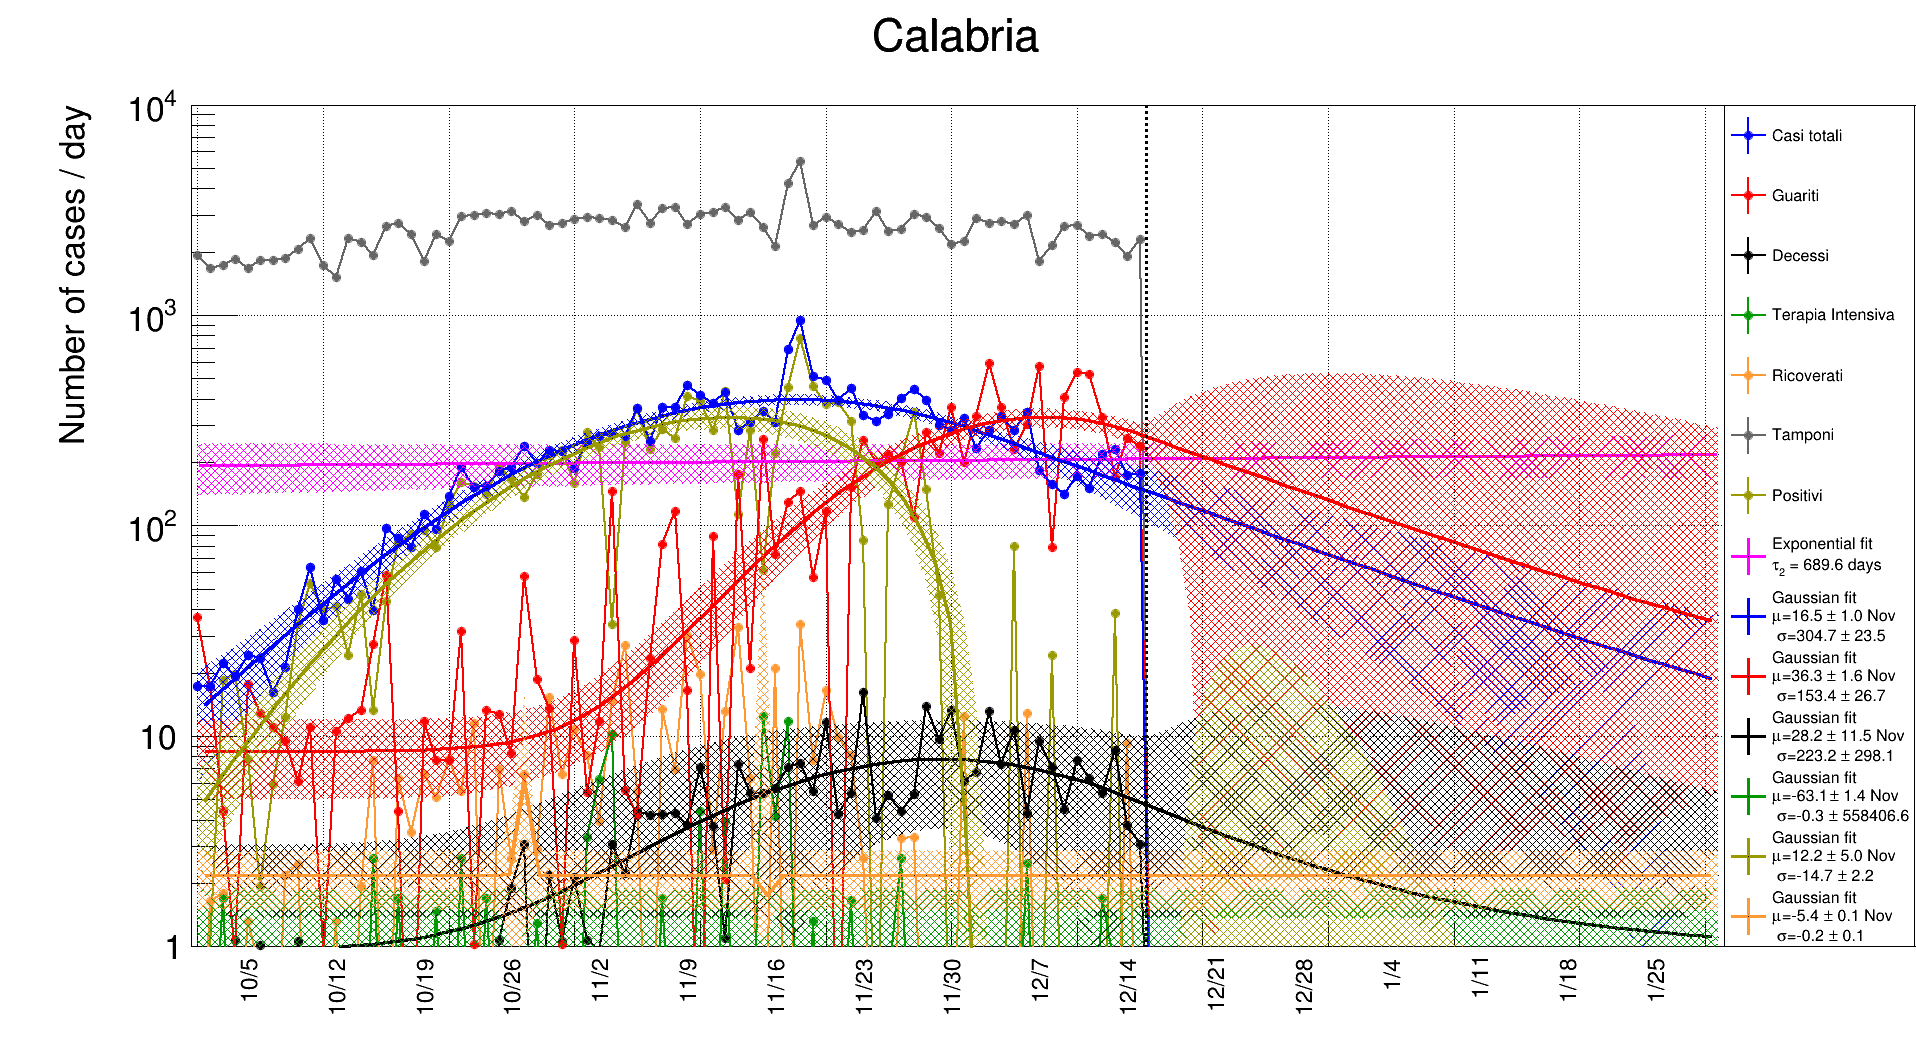 Calabria
Number of cases / day
10^4
10^3
10^2
10
1
10/5
10/12
10/19
10/26
11/2
11/9
11/16
11/23
11/30
12/7
12/14
12/21
12/28
1/4
1/11
1/18
1/25
Casi totali
Guariti
Decessi
Terapia Intensiva
Ricoverati
Tamponi
Positivi
Exponential fit
τ2 = 689.6 days
Gaussian fit
μ=16.5 ± 1.0 Nov
σ=304.7 ± 23.5
Gaussian fit
μ=36.3 ± 1.6 Nov
σ=153.4 ± 26.7
Gaussian fit
μ=28.2 ± 11.5 Nov
σ=223.2 ± 298.1
Gaussian fit
μ=-63.1 ± 1.4 Nov
σ=-0.3 ± 558406.6
Gaussian fit
μ=12.2 ± 5.0 Nov
σ=-14.7 ± 2.2
Gaussian fit
μ=-5.4 ± 0.1 Nov
σ=-0.2 ± 0.1